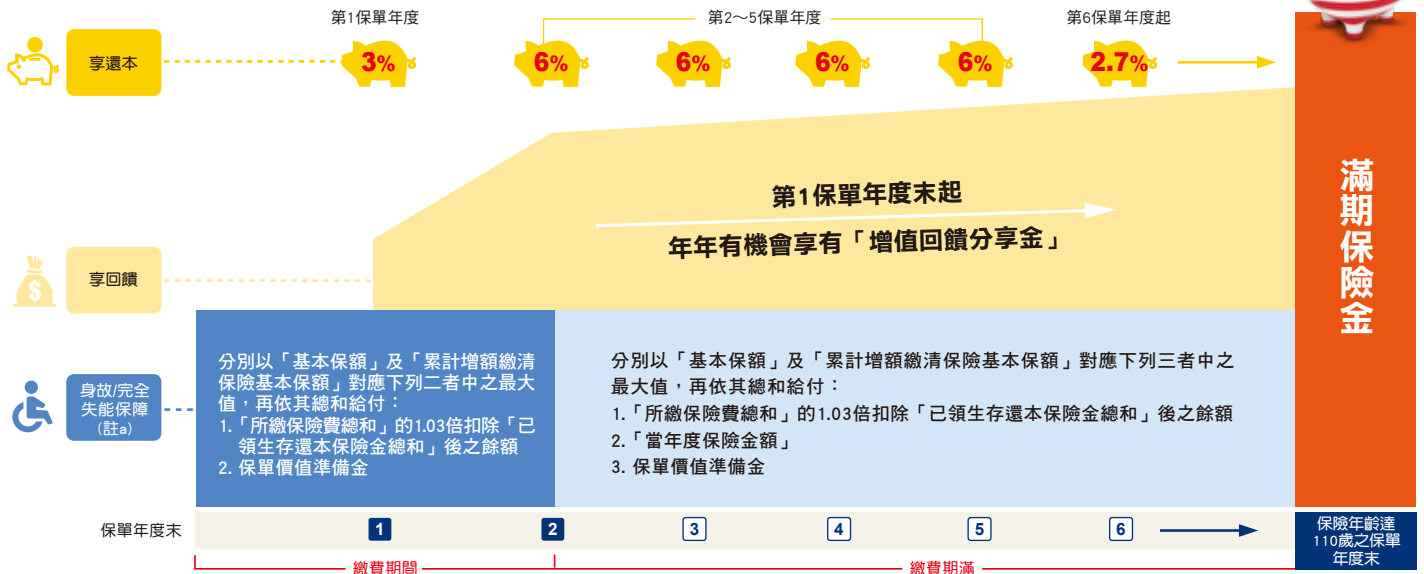 第1保單年度
第2～5保單年度
第6保單年度起
享還本
3%
6%
6%
6%
6%
2.7%
第1保單年度末起
年年有機會享有「增值回饋分享金」
享回饋
$
滿期保險金
身故/完全
失能保障
(註a)
分別以「基本保額」及「累計增額繳清
保險基本保額」對應下列二者中之最大
值，再依其總和給付：
1.「所繳保險費總和」的1.03倍扣除「已
領生存還本保險金總和」後之餘額
2. 保單價值準備金
分別以「基本保額」及「累計增額繳清保險基本保額」對應下列三者中之
最大值，再依其總和給付：
1.「所繳保險費總和」的1.03倍扣除「已領生存還本保險金總和」後之餘額
2.「當年度保險金額」
3. 保單價值準備金
保單年度末
1
2
3
4
5
6
保險年齡達
110歲之保單
年度末
繳費期間
繳費期滿